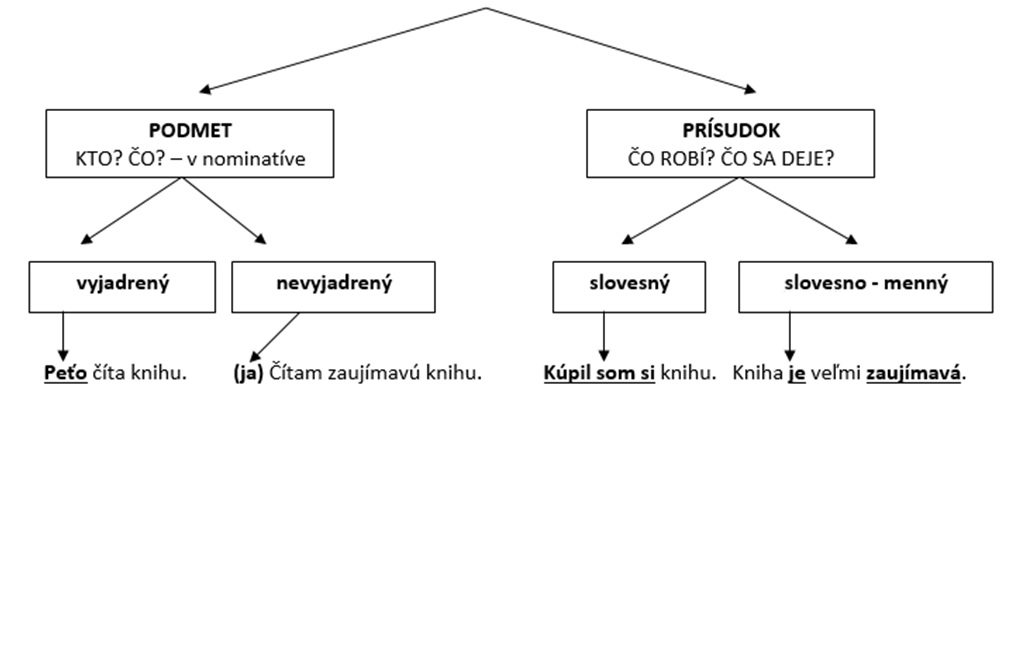 PODMET
KTO? ČO? – v nominatíve
PRÍSUDOK
ČO ROBÍ? ČO SA DEJE?
vyjadrený
nevyjadrený
slovesný
slovesno - menný
Peťo číta knihu.
(ja) Čítam zaujímavú knihu.
Kúpil som si knihu.
Kniha je veľmi zaujímavá.